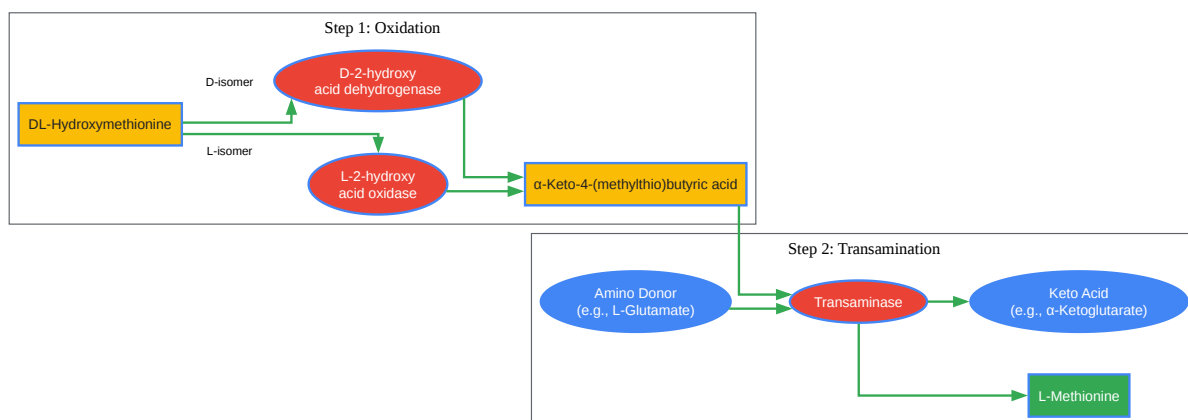 Step 1: Oxidation
D-isomer
D-2-hydroxy
acid dehydrogenase
DL-Hydroxymethionine
L-isomer
L-2-hydroxy
acid oxidase
α-Keto-4-(methylthio)butyric acid
Step 2: Transamination
Amino Donor
(e.g., L-Glutamate)
Transaminase
Keto Acid
(e.g., α-Ketoglutarate)
L-Methionine